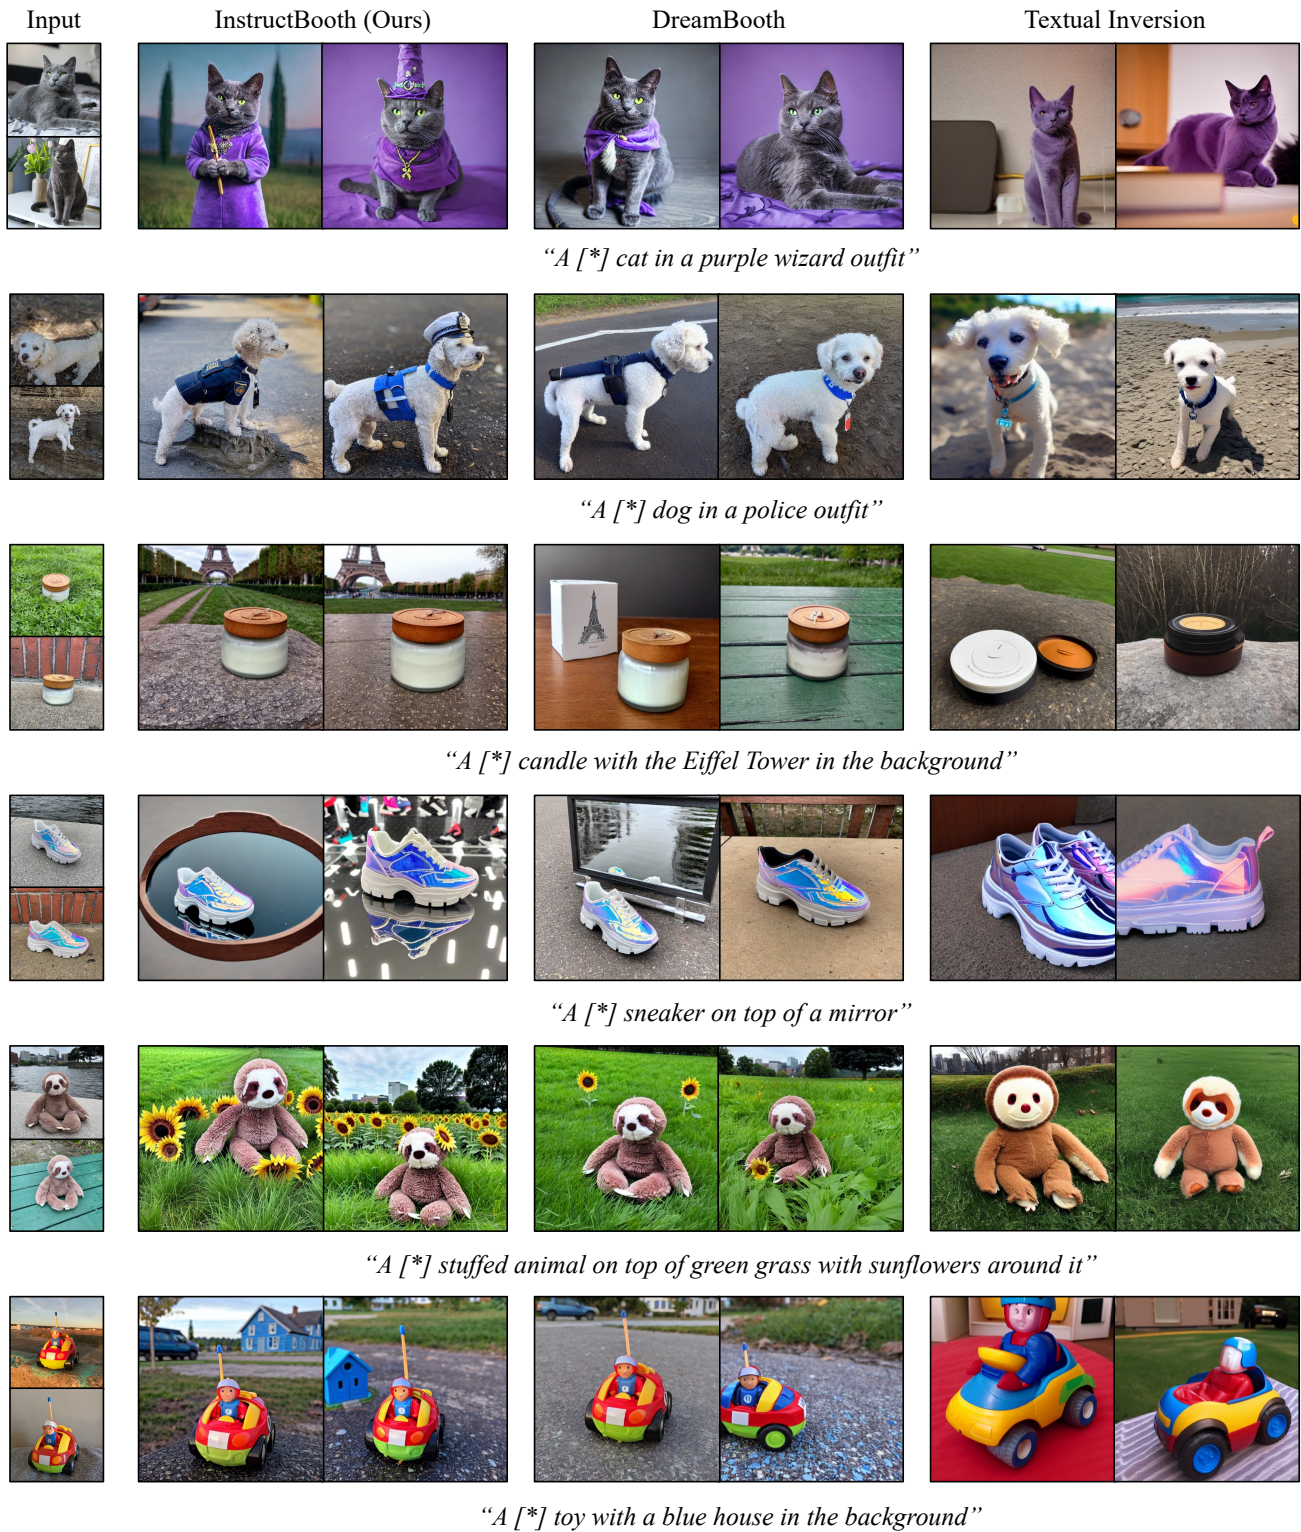 Input InstructBooth (Ours) DreamBooth Textual Inversion
“A [*] cat in a purple wizard outfit”
“A [*] dog in a police outfit”
“A [*] candle with the Eiffel Tower in the background”
“A [*] sneaker on top of a mirror”
“A [*] stuffed animal on top of green grass with sunflowers around it”
“A [*] toy with a blue house in the background”